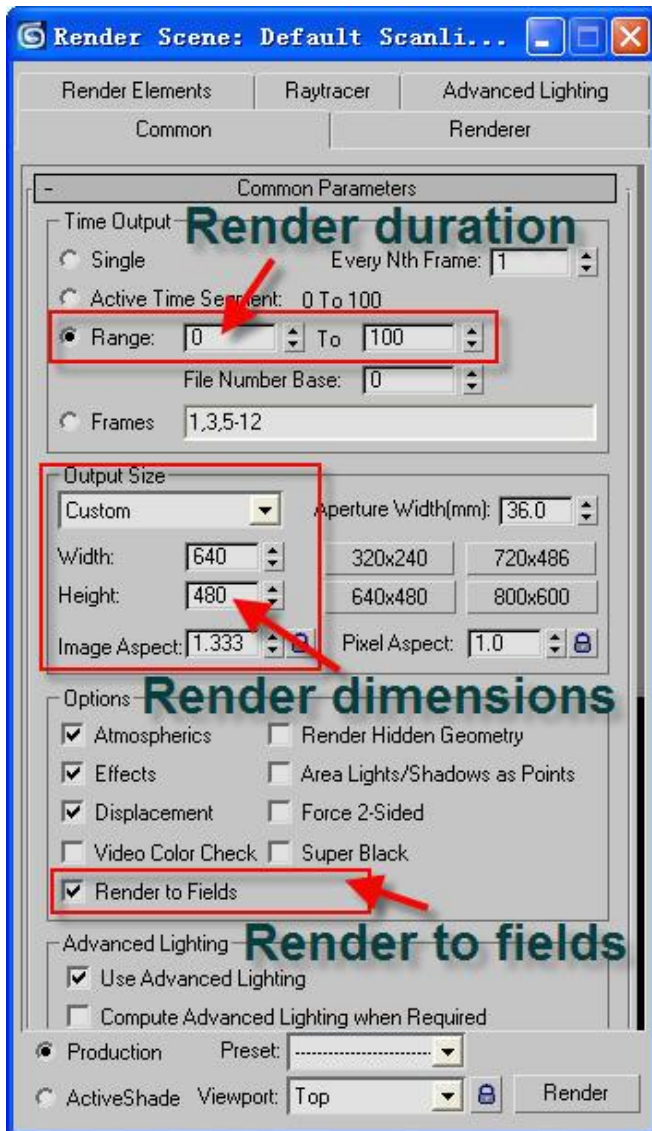 Render Scene: Default Scanli...
Render Elements Raytracer Advanced Lighting
Common Renderer
- Common Parameters
Time Output
Render duration
Single Every Nth Frame: 1
Active Time Segment: 0 To 100
Range: 0 To 100
File Number Base: 0
Frames 1,3,5-12
Output Size
Custom Aperture Width(mm): 36.0
Width: 640 320x240 720x486
Height: 480 640x480 800x600
Image Aspect: 1.333 Pixel Aspect: 1.0
Render dimensions
Options
Atmospherics Render Hidden Geometry
Effects Area Lights/Shadows as Points
Displacement Force 2-Sided
Video Color Check Super Black
Render to Fields
Render to fields
Advanced Lighting
Use Advanced Lighting
Compute Advanced Lighting when Required
Production Preset: -------------------------
ActiveShade Viewport: Top Render